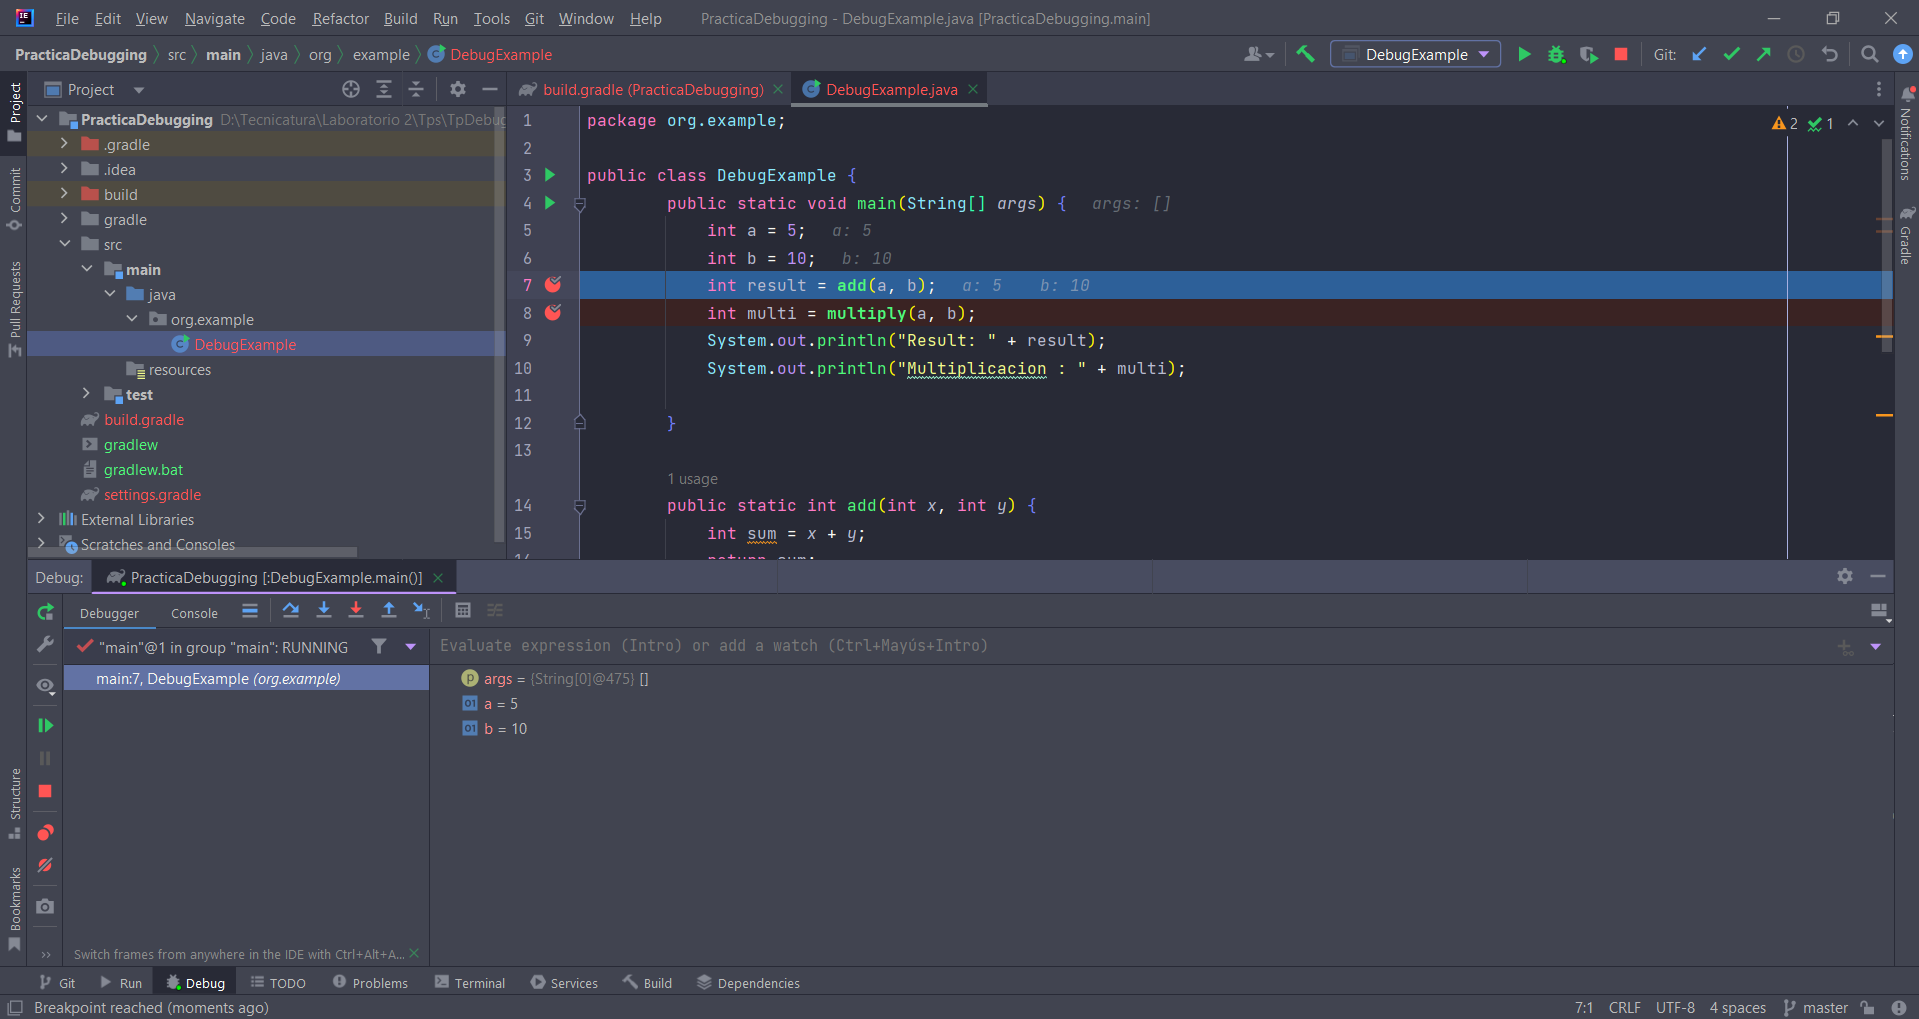 File Edit View Navigate Code Refactor Build Run Tools Git Window Help PracticaDebugging - DebugExample.java [PracticaDebugging.main]
PracticaDebugging src main java org example DebugExample DebugExample Git:
Project
build.gradle (PracticaDebugging) DebugExample.java
PracticaDebugging D:\Tecnicatura\Laboratorio 2\Tps\TpDebug
.gradle
.idea
build
gradle
src
main
java
org.example
DebugExample
resources
test
build.gradle
gradlew
gradlew.bat
settings.gradle
External Libraries
Scratches and Consoles
Project
Commit
Pull Requests
Structure
Bookmarks
1 package org.example;
2
3 public class DebugExample {
4 public static void main(String[] args) { args: []
5 int a = 5; a: 5
6 int b = 10; b: 10
7 int result = add(a, b); a: 5 b: 10
8 int multi = multiply(a, b);
9 System.out.println("Result: " + result);
10 System.out.println("Multiplicacion : " + multi);
11
12 }
13
1 usage
14 public static int add(int x, int y) {
15 int sum = x + y;
2 1
Notifications
Gradle
Debug: PracticaDebugging [:DebugExample.main()]
Debugger Console
"main"@1 in group "main": RUNNING
Evaluate expression (Intro) or add a watch (Ctrl+Mayús+Intro)
main:7, DebugExample (org.example)
args = {String[0]@475} []
a = 5
b = 10
Switch frames from anywhere in the IDE with Ctrl+Alt+A...
Git Run Debug TODO Problems Terminal Services Build Dependencies
Breakpoint reached (moments ago) 7:1 CRLF UTF-8 4 spaces master